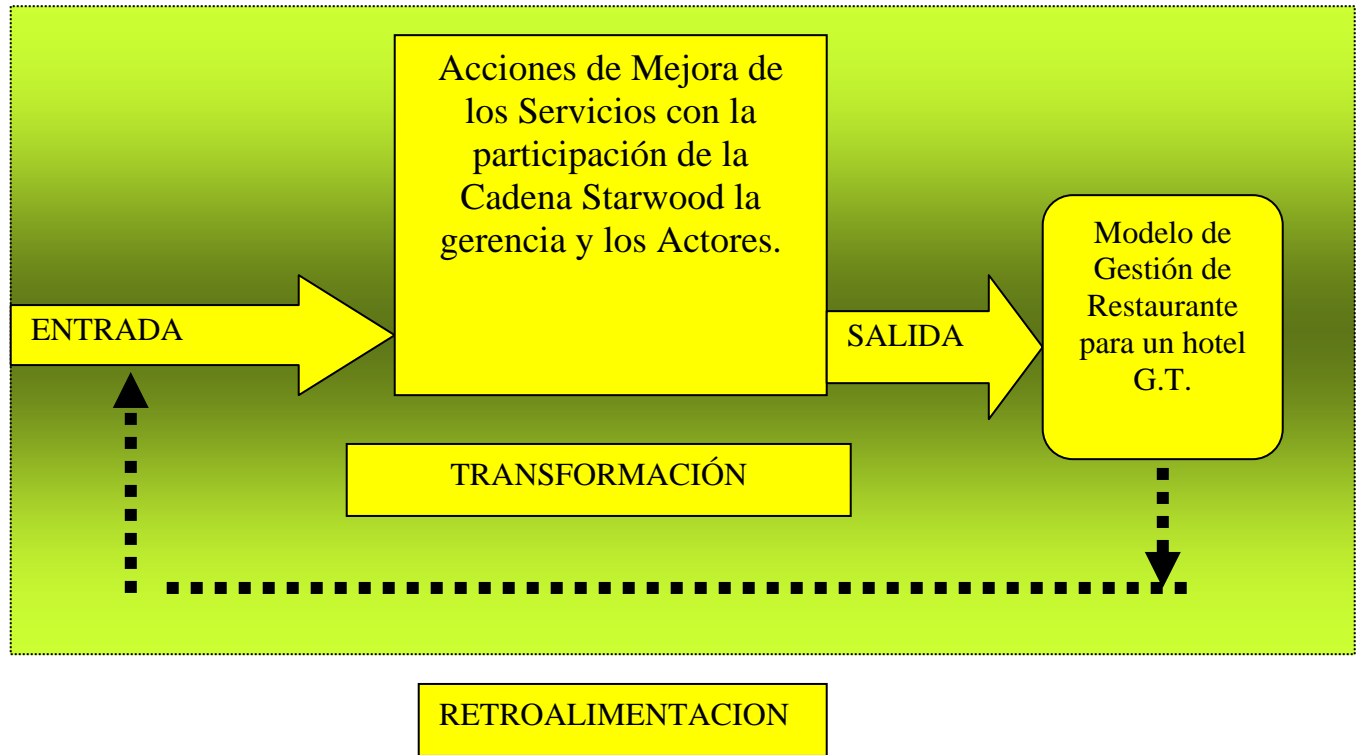 Acciones de Mejora de
los Servicios con la
participación de la
Cadena Starwood la
gerencia y los Actores.
ENTRADA
SALIDA
Modelo de
Gestión de
Restaurante
para un hotel
G.T.
TRANSFORMACIÓN
RETROALIMENTACION